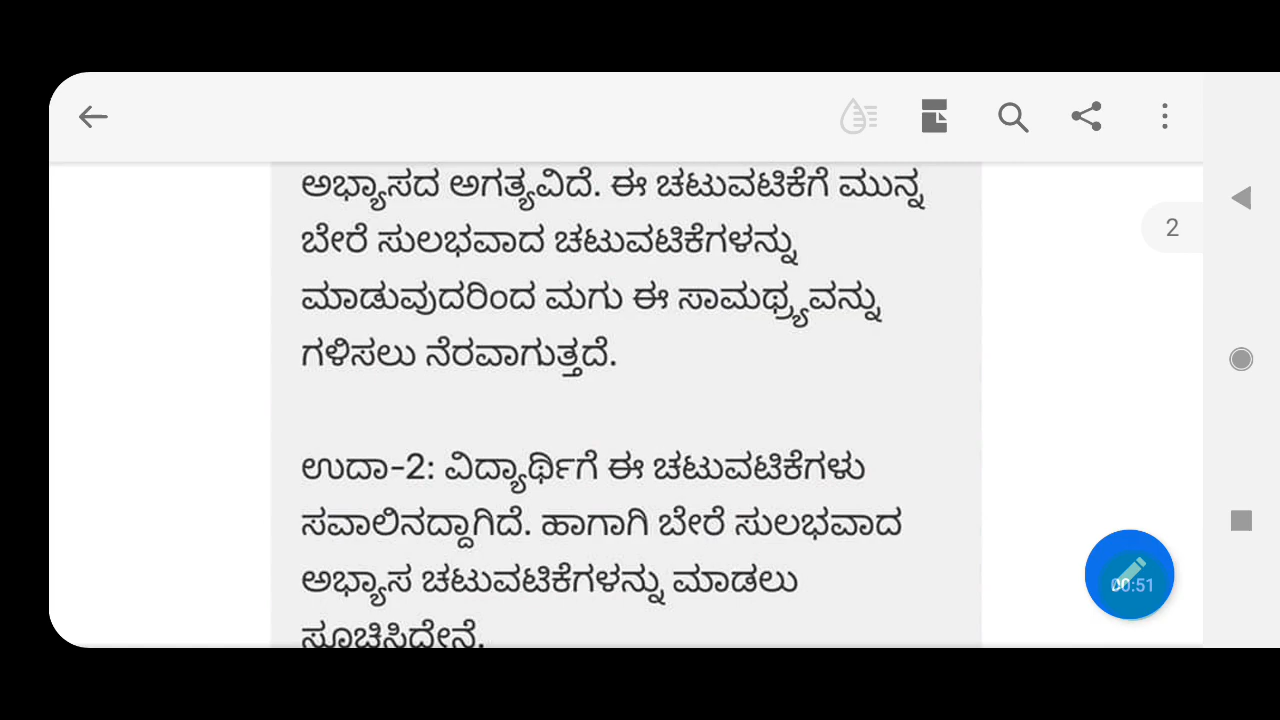 ಅಭ್ಯಾಸದ ಅಗತ್ಯವಿದೆ. ಈ ಚಟುವಟಿಕೆಗೆ ಮುನ್ನ
2
ಬೇರೆ ಸುಲಭವಾದ ಚಟುವಟಿಕೆಗಳನ್ನು
ಮಾಡುವುದರಿಂದ ಮಗು ಈ ಸಾಮಥ್ರ್ಯವನ್ನು
ಗಳಿಸಲು ನೆರವಾಗುತ್ತದೆ.
ಉದಾ-2: ವಿದ್ಯಾರ್ಥಿಗೆ ಈ ಚಟುವಟಿಕೆಗಳು
ಸವಾಲಿನದ್ದಾಗಿದೆ. ಹಾಗಾಗಿ ಬೇರೆ ಸುಲಭವಾದ
ಅಭ್ಯಾಸ ಚಟುವಟಿಕೆಗಳನ್ನು ಮಾಡಲು
00:51
ಸೂಚಿಸಿದ್ದೇನೆ.